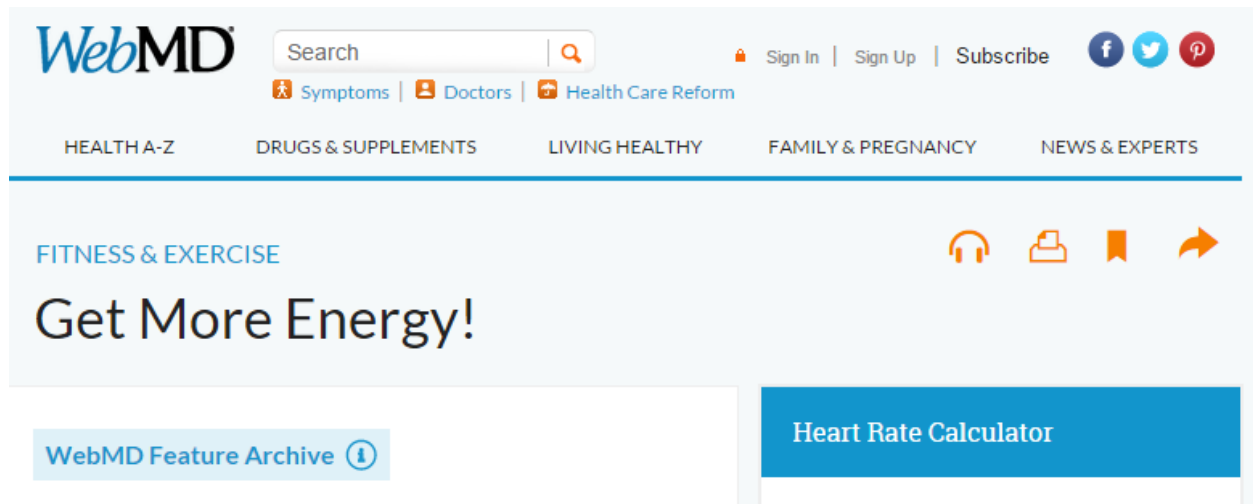 WebMD
Search
Sign In | Sign Up | Subscribe
Symptoms | Doctors | Health Care Reform
HEALTH A-Z DRUGS & SUPPLEMENTS LIVING HEALTHY FAMILY & PREGNANCY NEWS & EXPERTS
FITNESS & EXERCISE
Get More Energy!
WebMD Feature Archive
Heart Rate Calculator